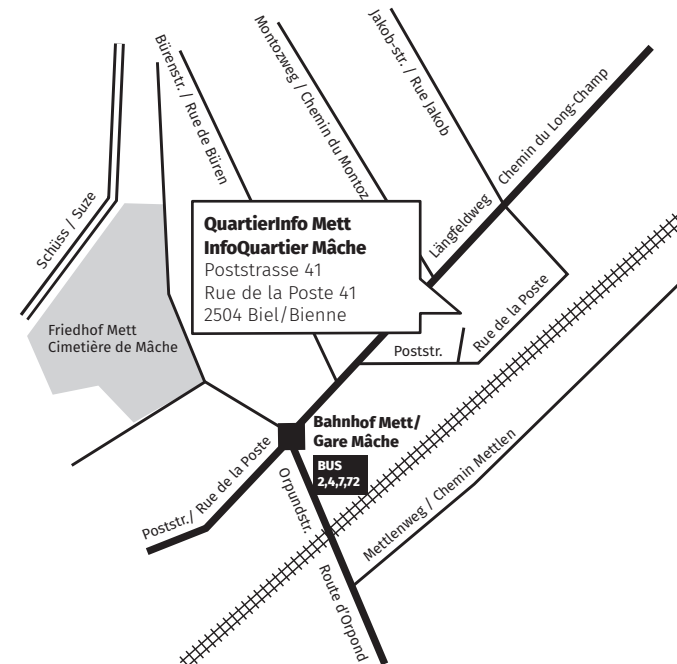 Jakob-str. / Rue Jakob
Montozweg / Chemin du Montoz
Bürenstr. / Rue de Büren
Chemin du Long-Champ
Längfeldweg
Schüss / Suze
QuartierInfo Mett
InfoQuartier Mâche
Poststrasse 41
Rue de la Poste 41
2504 Biel/Bienne
Friedhof Mett
Cimetière de Mâche
Poststr.
Rue de la Poste
Bahnhof Mett/
Gare Mâche
BUS
2,4,7,72
Poststr./ Rue de la Poste
Orpundstr.
Route d'Orpond
Mettlenweg / Chemin Mettlen